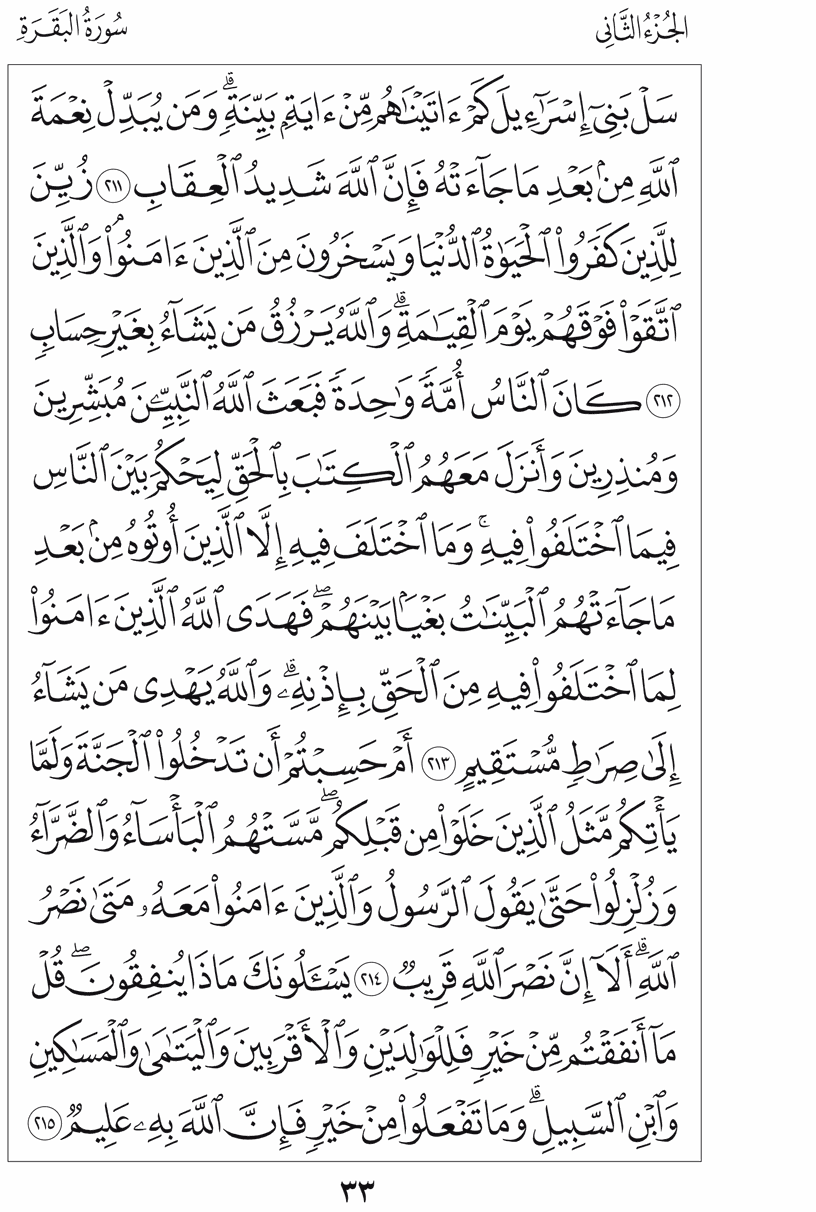 الجُزْءُ الثَّانِي
سُورَةُ البَقَرَةِ
سَلْ بَنِيٓ إِسْرَٰٓءِيلَ كَمْ ءَاتَيْنَٰهُم مِّنْ ءَايَةِۭ بَيِّنَةٖۗ وَمَن يُبَدِّلْ نِعْمَةَ
ٱللَّهِ مِنۢ بَعْدِ مَا جَآءَتْهُ فَإِنَّ ٱللَّهَ شَدِيدُ ٱلْعِقَابِ ٢١١ زُيِّنَ
لِلَّذِينَ كَفَرُواْ ٱلْحَيَوٰةُ ٱلدُّنْيَا وَيَسْخَرُونَ مِنَ ٱلَّذِينَ ءَامَنُواْۘ وَٱلَّذِينَ
ٱتَّقَوْاْ فَوْقَهُمْ يَوْمَ ٱلْقِيَٰمَةِۗ وَٱللَّهُ يَرْزُقُ مَن يَشَآءُ بِغَيْرِ حِسَابٖ
٢١٢ كَانَ ٱلنَّاسُ أُمَّةٗ وَٰحِدَةٗ فَبَعَثَ ٱللَّهُ ٱلنَّبِيِّـۧنَ مُبَشِّرِينَ
وَمُنذِرِينَ وَأَنزَلَ مَعَهُمُ ٱلْكِتَٰبَ بِٱلْحَقِّ لِيَحْكُمَ بَيْنَ ٱلنَّاسِ
فِيمَا ٱخْتَلَفُواْ فِيهِۚ وَمَا ٱخْتَلَفَ فِيهِ إِلَّا ٱلَّذِينَ أُوتُوهُ مِنۢ بَعْدِ
مَا جَآءَتْهُمُ ٱلْبَيِّنَٰتُ بَغْيَۢا بَيْنَهُمْۖ فَهَدَى ٱللَّهُ ٱلَّذِينَ ءَامَنُواْ
لِمَا ٱخْتَلَفُواْ فِيهِ مِنَ ٱلْحَقِّ بِإِذْنِهِۦۗ وَٱللَّهُ يَهْدِي مَن يَشَآءُ
إِلَىٰ صِرَٰطٖ مُّسْتَقِيمٍ ٢١٣ أَمْ حَسِبْتُمْ أَن تَدْخُلُواْ ٱلْجَنَّةَ وَلَمَّا
يَأْتِكُم مَّثَلُ ٱلَّذِينَ خَلَوْاْ مِن قَبْلِكُمۖ مَّسَّتْهُمُ ٱلْبَأْسَآءُ وَٱلضَّرَّآءُ
وَزُلْزِلُواْ حَتَّىٰ يَقُولَ ٱلرَّسُولُ وَٱلَّذِينَ ءَامَنُواْ مَعَهُۥ مَتَىٰ نَصْرُ
ٱللَّهِۗ أَلَآ إِنَّ نَصْرَ ٱللَّهِ قَرِيبٞ ٢١٤ يَسْـَٔلُونَكَ مَاذَا يُنفِقُونَۖ قُلْ
مَآ أَنفَقْتُم مِّنْ خَيْرٖ فَلِلْوَٰلِدَيْنِ وَٱلْأَقْرَبِينَ وَٱلْيَتَٰمَىٰ وَٱلْمَسَٰكِينِ
وَٱبْنِ ٱلسَّبِيلِۗ وَمَا تَفْعَلُواْ مِنْ خَيْرٖ فَإِنَّ ٱللَّهَ بِهِۦ عَلِيمٞ ٢١٥
٣٣